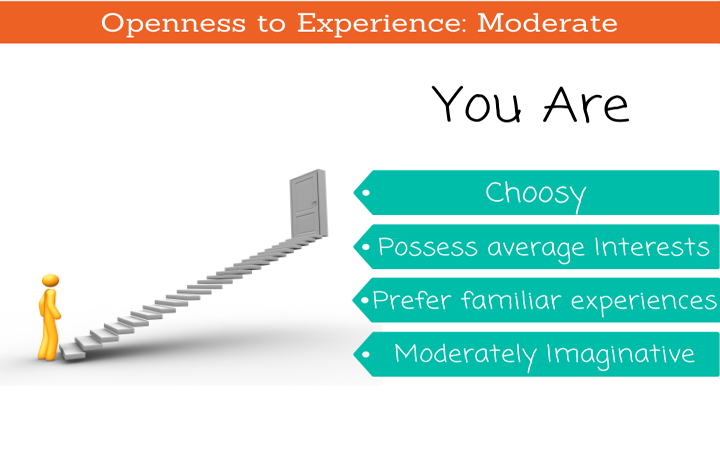 Openness to Experience: Moderate
You Are
Choosy
Possess average Interests
Prefer familiar experiences
Moderately Imaginative